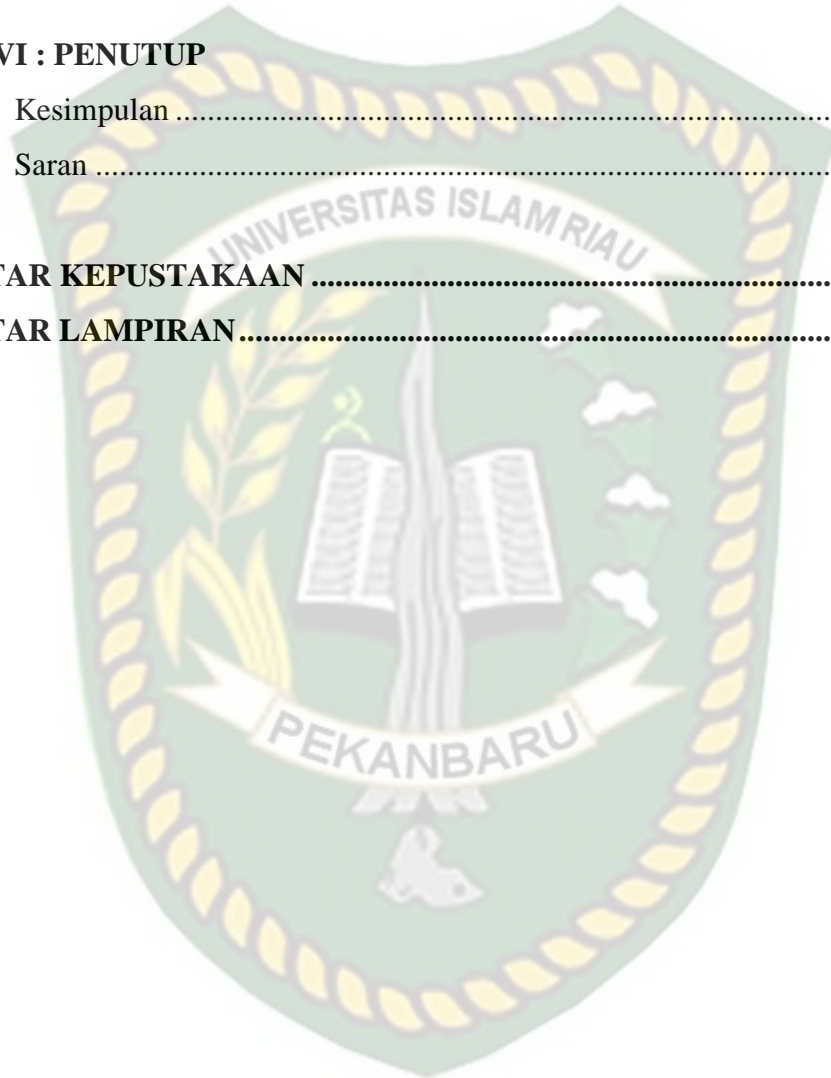 VI : PENUTUP
Kesimpulan ................................................................................
Saran ................................................................................
UNIVERSITAS ISLAM RIAU
TAR KEPUSTAKAAN ................................................................
TAR LAMPIRAN ................................................................
PEKANBARU